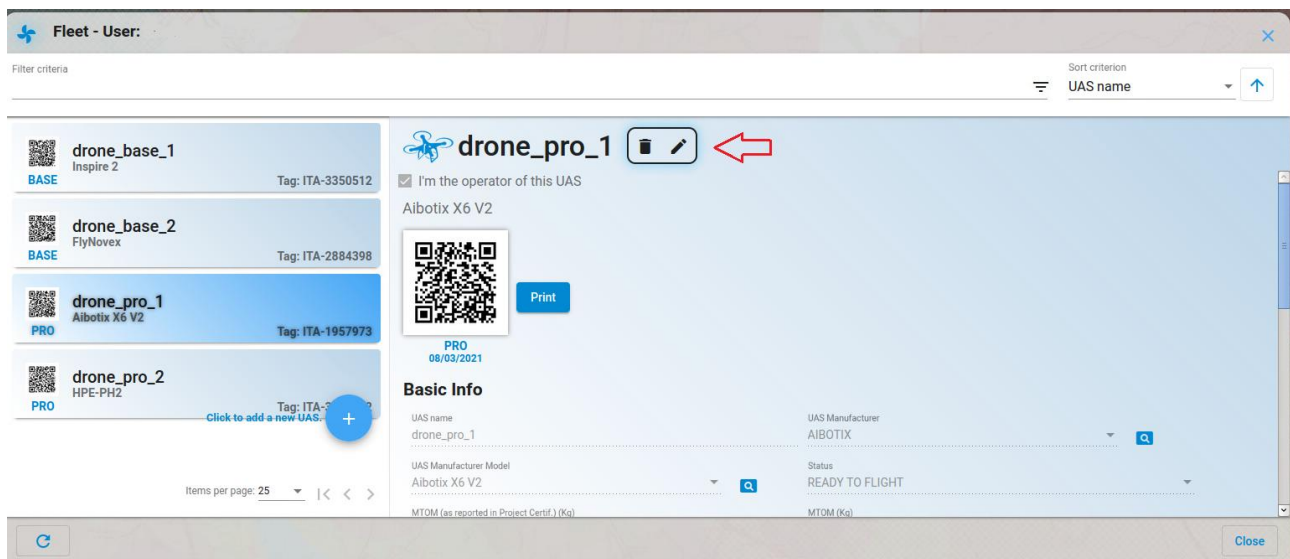 Fleet - User:
Filter criteria
Sort criterion
UAS name
drone_base_1
Inspire 2
BASE
Tag: ITA-3350512
drone_base_2
FlyNovex
BASE
Tag: ITA-2884398
drone_pro_1
Aibotix X6 V2
PRO
Tag: ITA-1957973
drone_pro_2
HPE-PH2
PRO
Tag: ITA-
Click to add a new UAS.
Items per page: 25
drone_pro_1
I'm the operator of this UAS
Aibotix X6 V2
Print
PRO
08/03/2021
Basic Info
UAS name
drone_pro_1
UAS Manufacturer
AIBOTIX
UAS Manufacturer Model
Aibotix X6 V2
Status
READY TO FLIGHT
MTOM (as reported in Project Certif.) (Kg)
MTOM (Kg)
Close